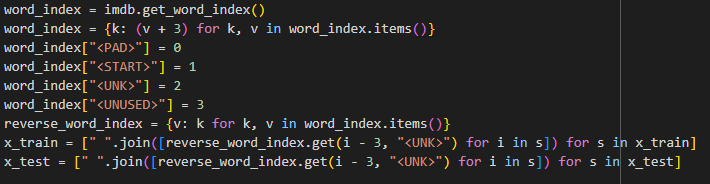 word_index = imdb.get_word_index()
word_index = {k: (v + 3) for k, v in word_index.items()}
word_index["<PAD>"] = 0
word_index["<START>"] = 1
word_index["<UNK>"] = 2
word_index["<UNUSED>"] = 3
reverse_word_index = {v: k for k, v in word_index.items()}
x_train = [" ".join([reverse_word_index.get(i - 3, "<UNK>") for i in s]) for s in x_train]
x_test = [" ".join([reverse_word_index.get(i - 3, "<UNK>") for i in s]) for s in x_test]